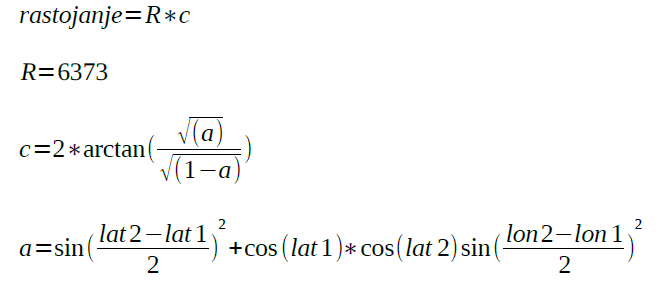 rastojanje=R*c
R=6373
c=2*arctan(√(a)/√(1−a))
a=sin((lat2−lat1)/2)²+cos(lat1)*cos(lat2)sin((lon2−lon1)/2)²